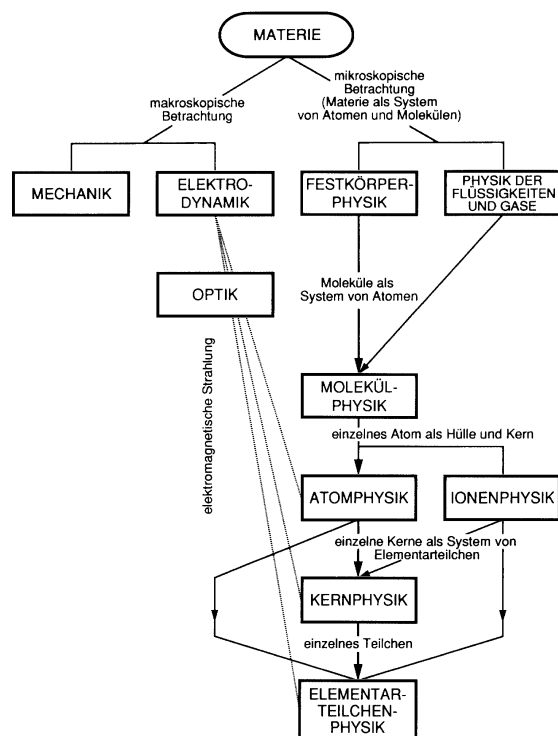 MATERIE
makroskopische
Betrachtung
mikroskopische
Betrachtung
(Materie als System
von Atomen und Molekülen)
MECHANIK
ELEKTRO-
DYNAMIK
FESTKÖRPER-
PHYSIK
PHYSIK DER
FLÜSSIGKEITEN
UND GASE
OPTIK
Moleküle als
System von Atomen
elektromagnetische Strahlung
MOLEKÜL-
PHYSIK
einzelnes Atom als Hülle und Kern
ATOMPHYSIK
IONENPHYSIK
einzelne Kerne als System von
Elementarteilchen
KERNPHYSIK
einzelnes Teilchen
ELEMENTAR-
TEILCHEN-
PHYSIK